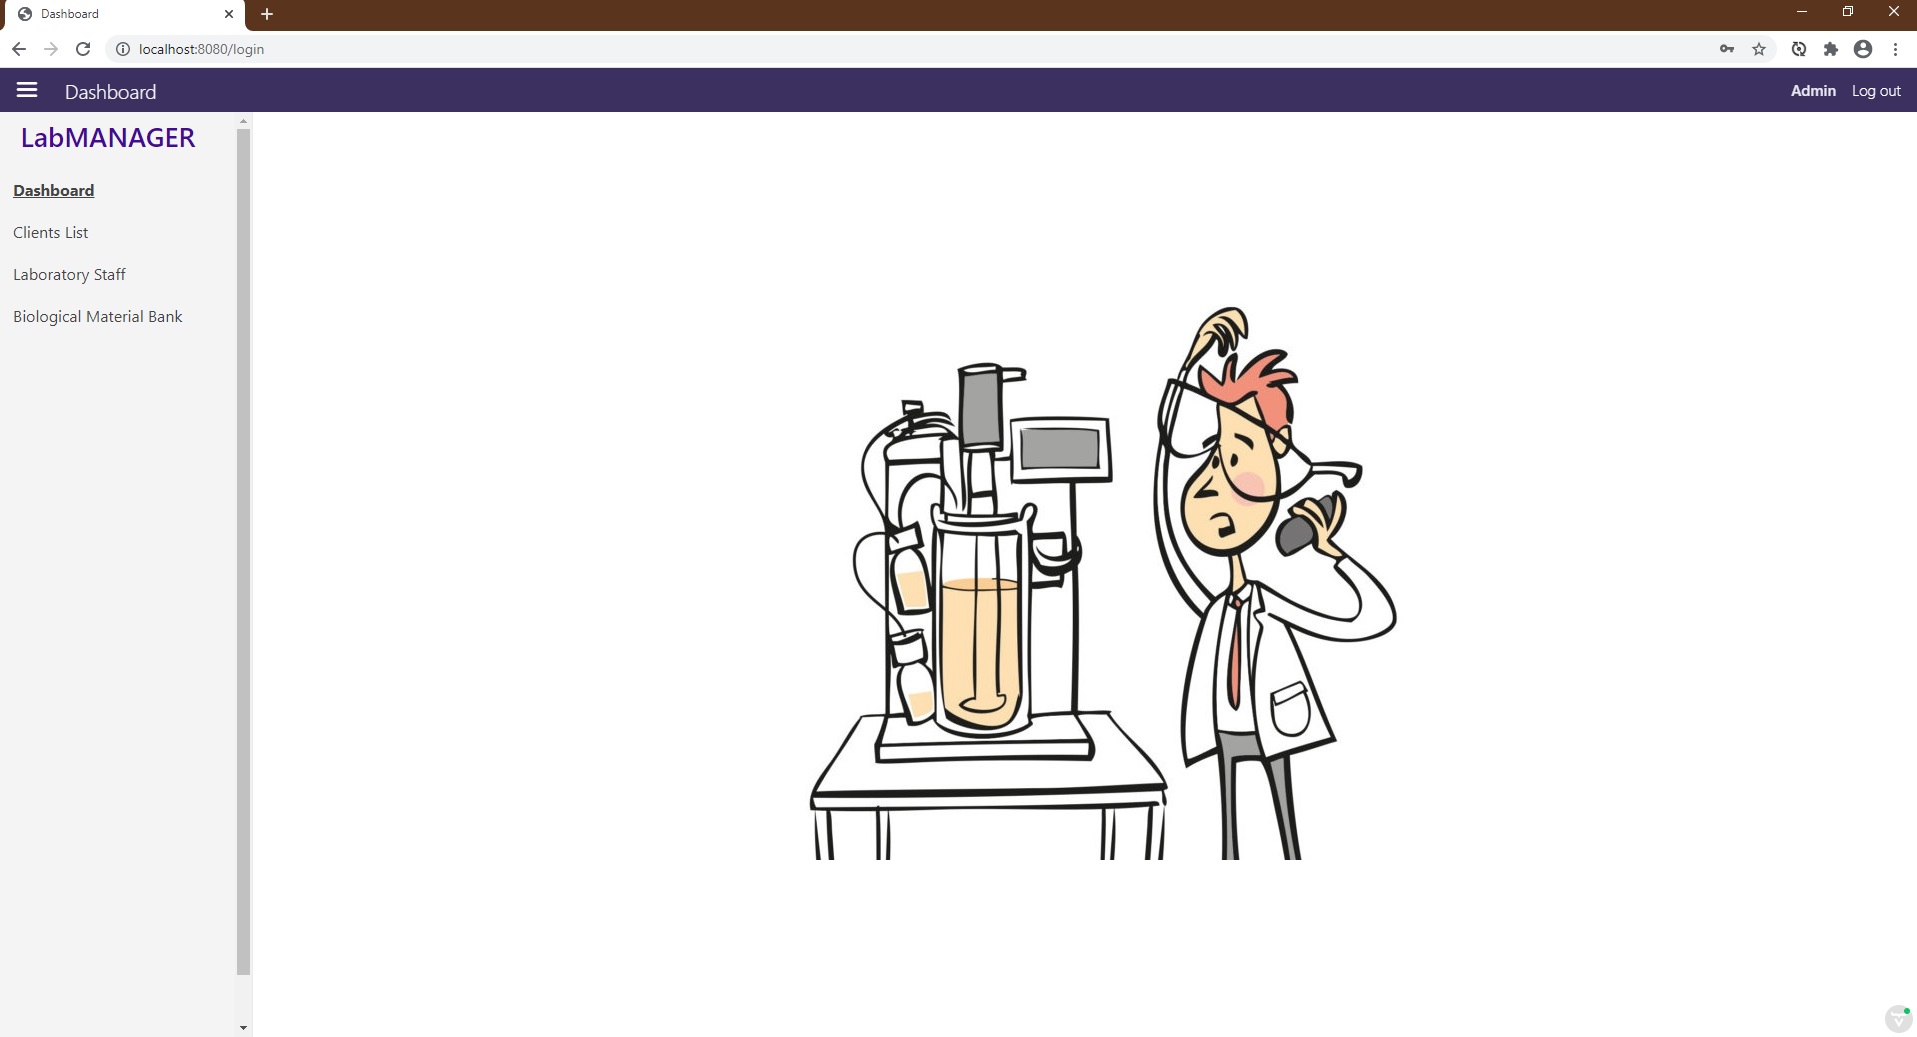 Dashboard
localhost:8080/login
Dashboard
Admin Log out
LabMANAGER
Dashboard
Clients List
Laboratory Staff
Biological Material Bank